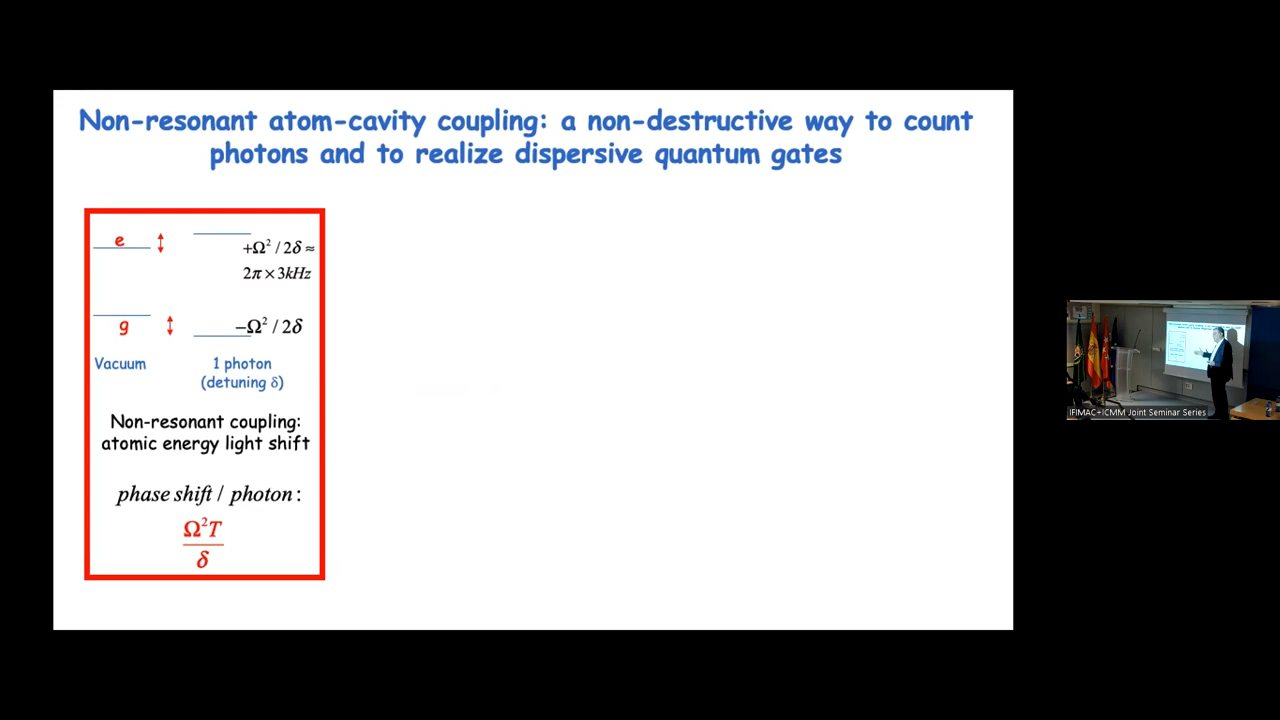 Non-resonant atom-cavity coupling: a non-destructive way to count
photons and to realize dispersive quantum gates
e
+Ω² / 2δ ≈
2π × 3kHz
g
−Ω² / 2δ
Vacuum
1 photon
(detuning δ)
Non-resonant coupling:
atomic energy light shift
phase shift / photon :
Ω²T
δ
IFIMAC+ICMM Joint Seminar Series